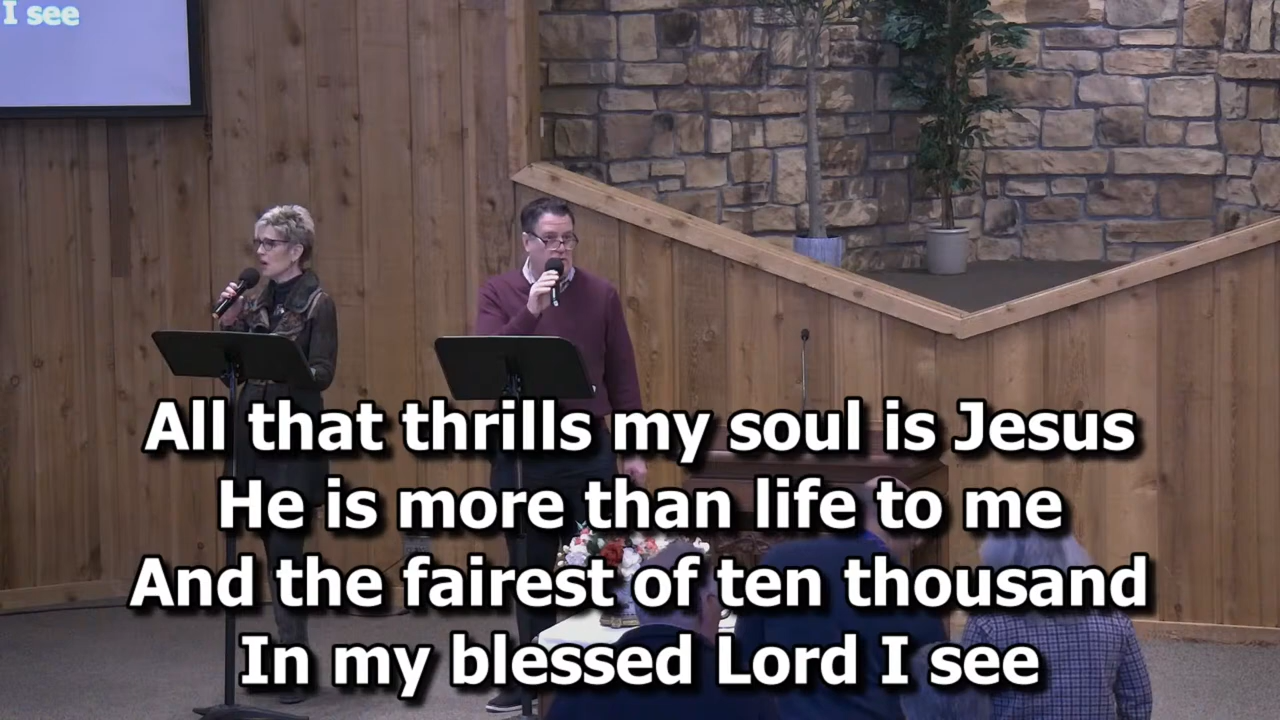 I see
All that thrills my soul is Jesus
He is more than life to me
And the fairest of ten thousand
In my blessed Lord I see